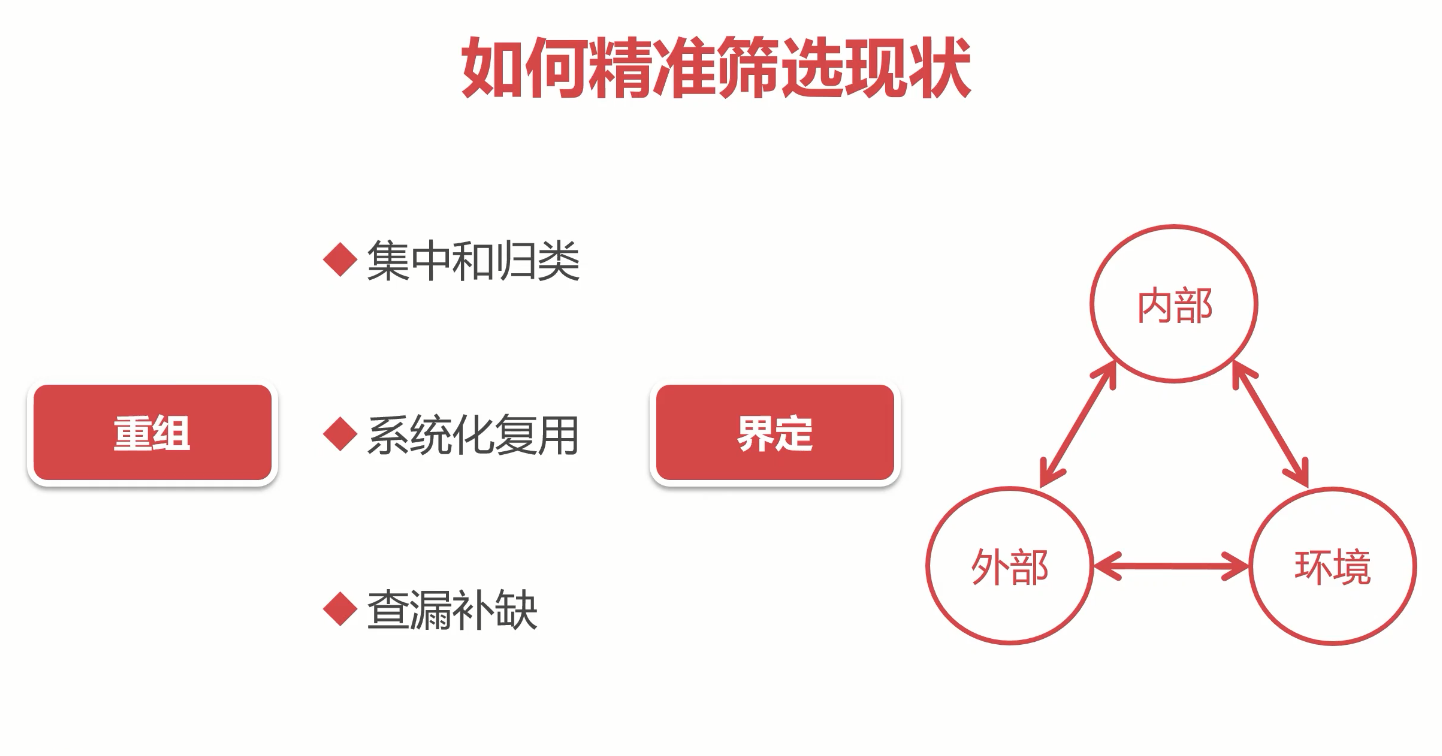 如何精准筛选现状
重组
集中和归类
系统化复用
查漏补缺
界定
内部
外部
环境